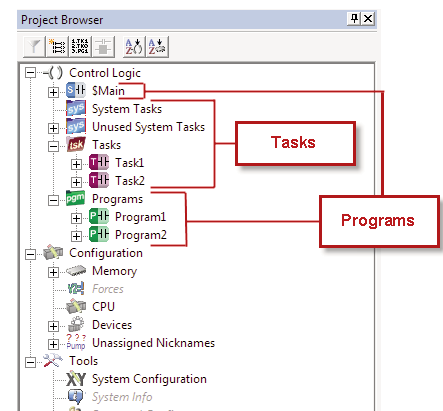 Project Browser
Control Logic
$Main
System Tasks
Unused System Tasks
Tasks
Task1
Task2
Programs
Program1
Program2
Configuration
Memory
Forces
CPU
Devices
Unassigned Nicknames
Tools
System Configuration
System Info
Tasks
Programs